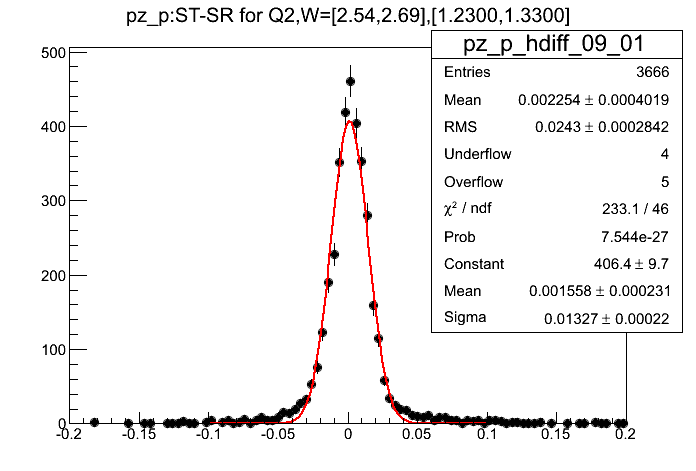 pz_p:ST-SR for Q2,W=[2.54,2.69],[1.2300,1.3300]
pz_p_hdiff_09_01
Entries 3666
Mean 0.002254 ± 0.0004019
RMS 0.0243 ± 0.0002842
Underflow 4
Overflow 5
χ² / ndf 233.1 / 46
Prob 7.544e-27
Constant 406.4 ± 9.7
Mean 0.001558 ± 0.000231
Sigma 0.01327 ± 0.00022
500
400
300
200
100
0
-0.2 -0.15 -0.1 -0.05 0 0.05 0.1 0.15 0.2